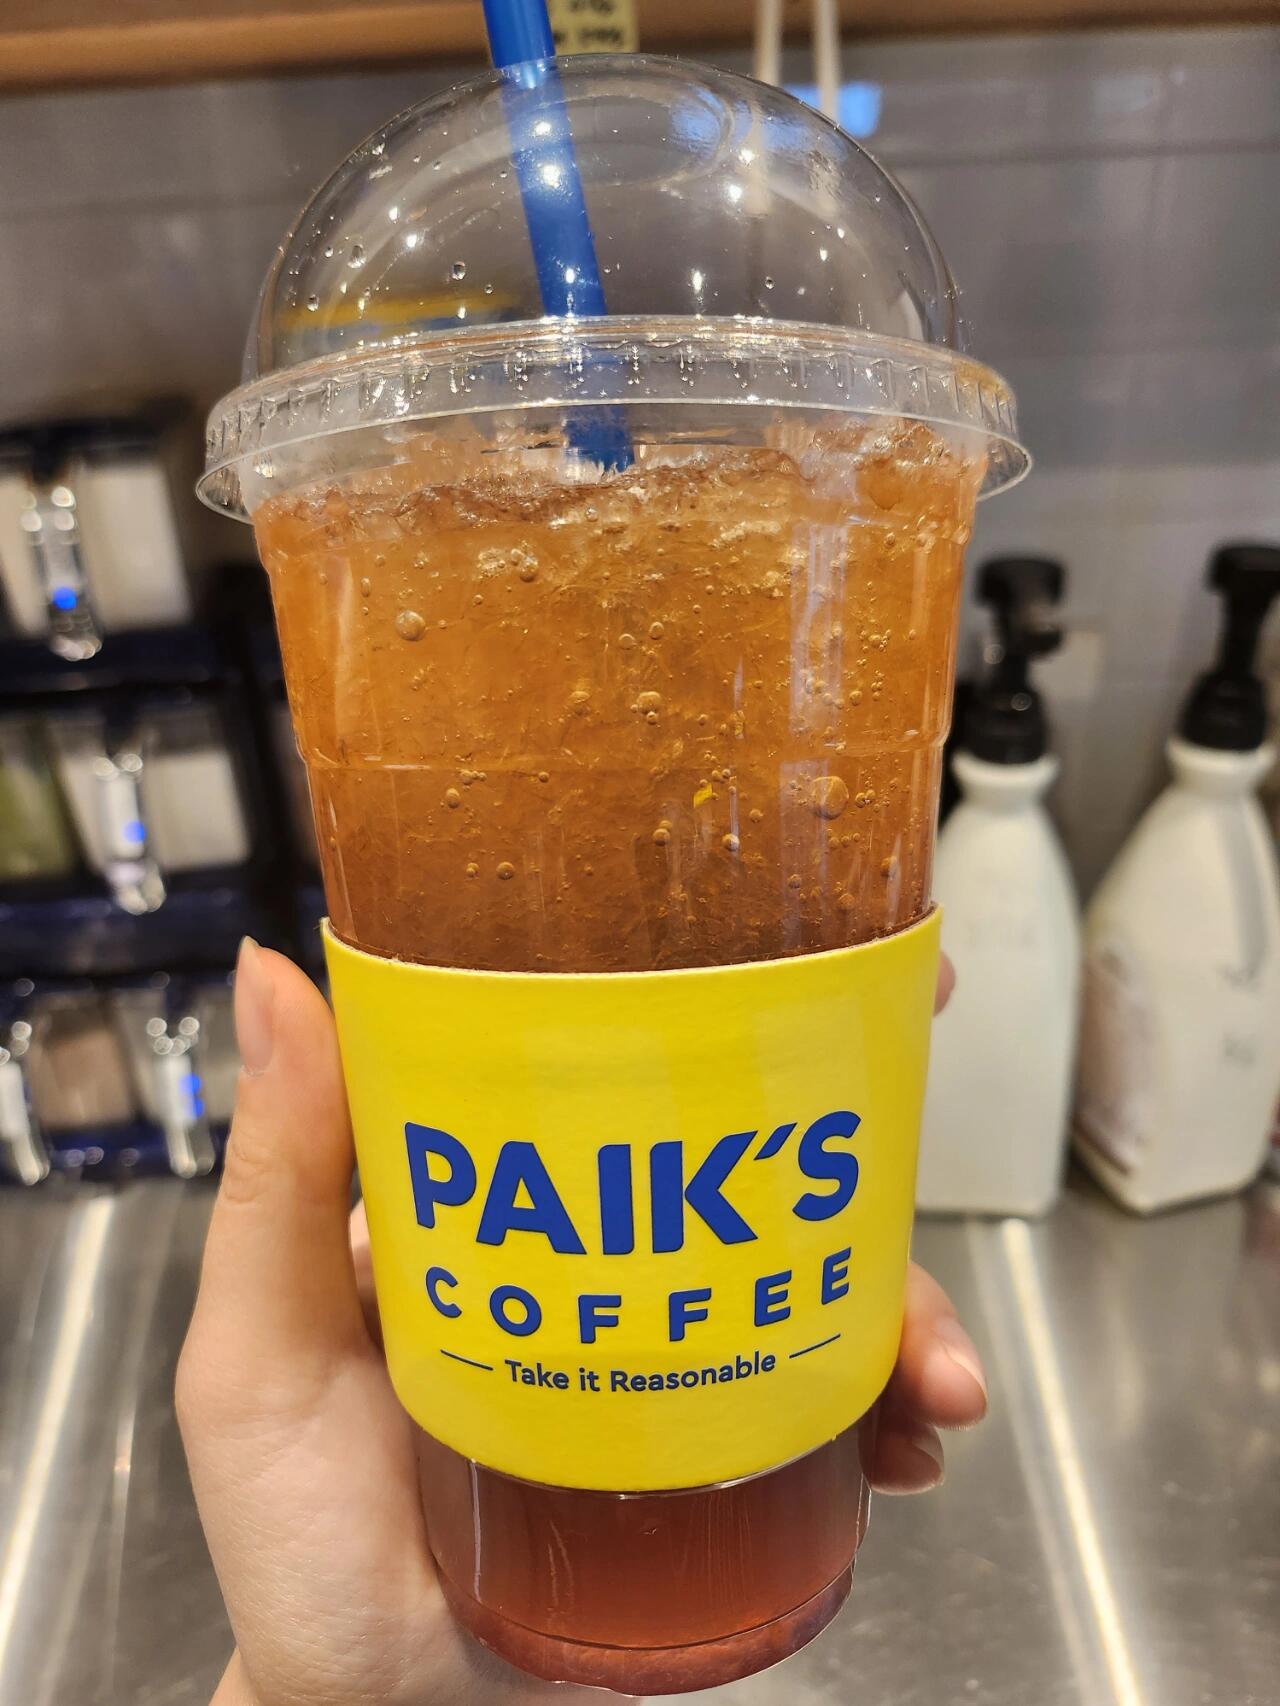 PAIK'S
COFFEE
Take it Reasonable